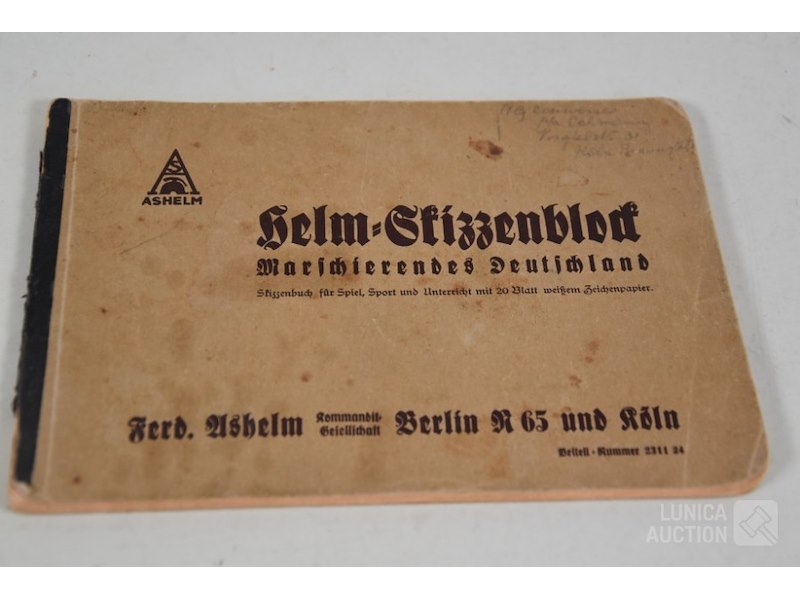 ASHELM
Helm-Skizzenblock
Marschierendes Deutschland
Skizzenbuch für Spiel, Sport und Unterricht mit 20 Blatt weißem Zeichenpapier.
Ferd. Ashelm Kommandit-Gesellschaft Berlin N 65 und Köln
Bestell-Nummer 2311 24
LUNICA
AUCTION